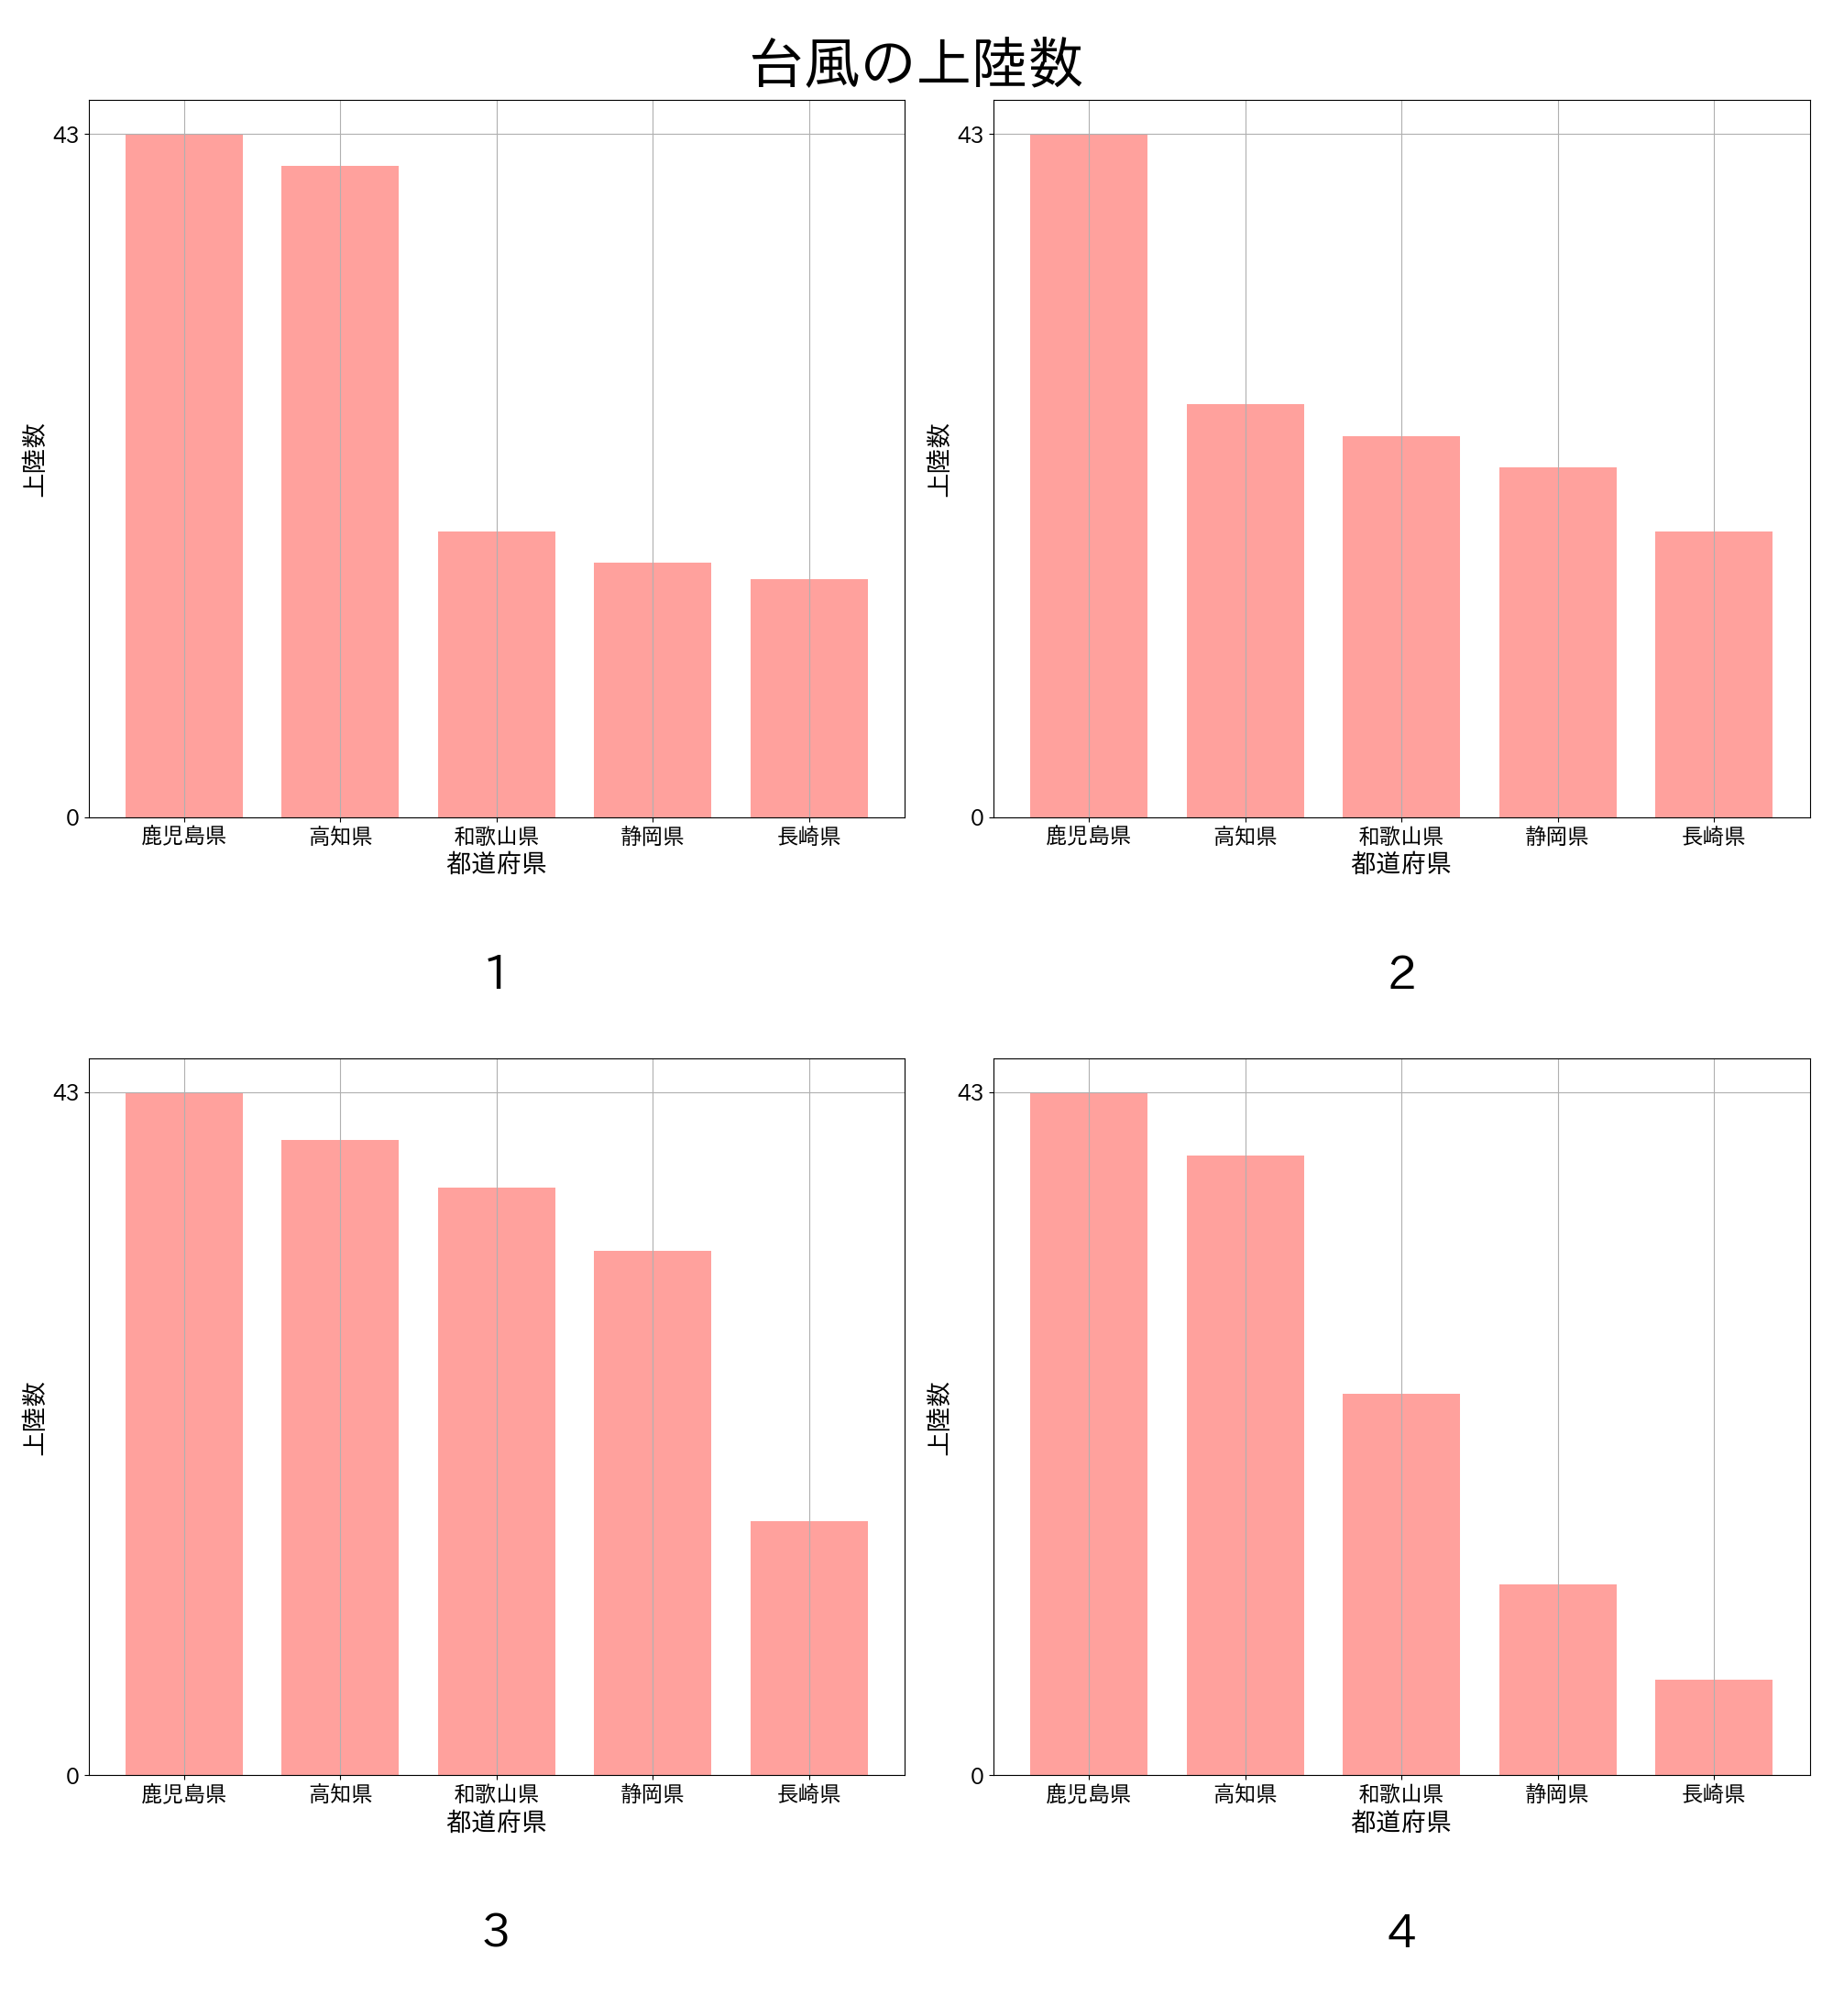 台風の上陸数
43
0
上陸数
鹿児島県 高知県 和歌山県 静岡県 長崎県
都道府県
1
43
0
上陸数
鹿児島県 高知県 和歌山県 静岡県 長崎県
都道府県
2
43
0
上陸数
鹿児島県 高知県 和歌山県 静岡県 長崎県
都道府県
3
43
0
上陸数
鹿児島県 高知県 和歌山県 静岡県 長崎県
都道府県
4